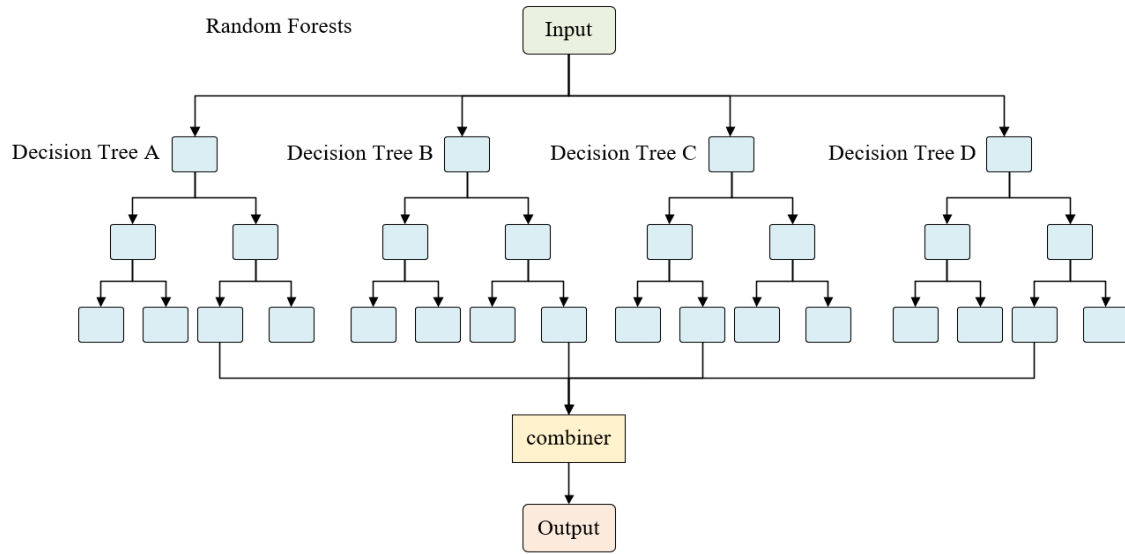 Random Forests
Input
Decision Tree A
Decision Tree B
Decision Tree C
Decision Tree D
combiner
Output